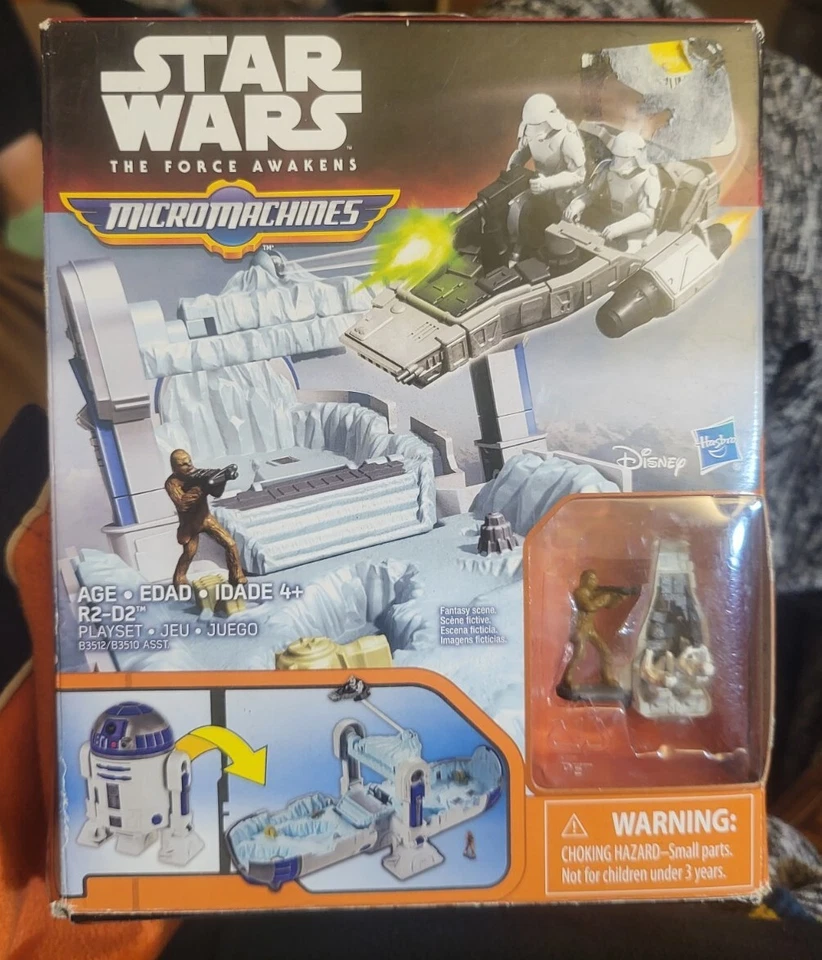 STAR
WARS™
THE FORCE AWAKENS
MICROMACHINES
™
Disney
Hasbro
AGE • EDAD • IDADE 4+
R2-D2™
PLAYSET • JEU • JUEGO
B3512/B3510 ASST.
Fantasy scene.
Scène fictive.
Escena ficticia.
Imagens fictícias.
WARNING:
CHOKING HAZARD–Small parts.
Not for children under 3 years.